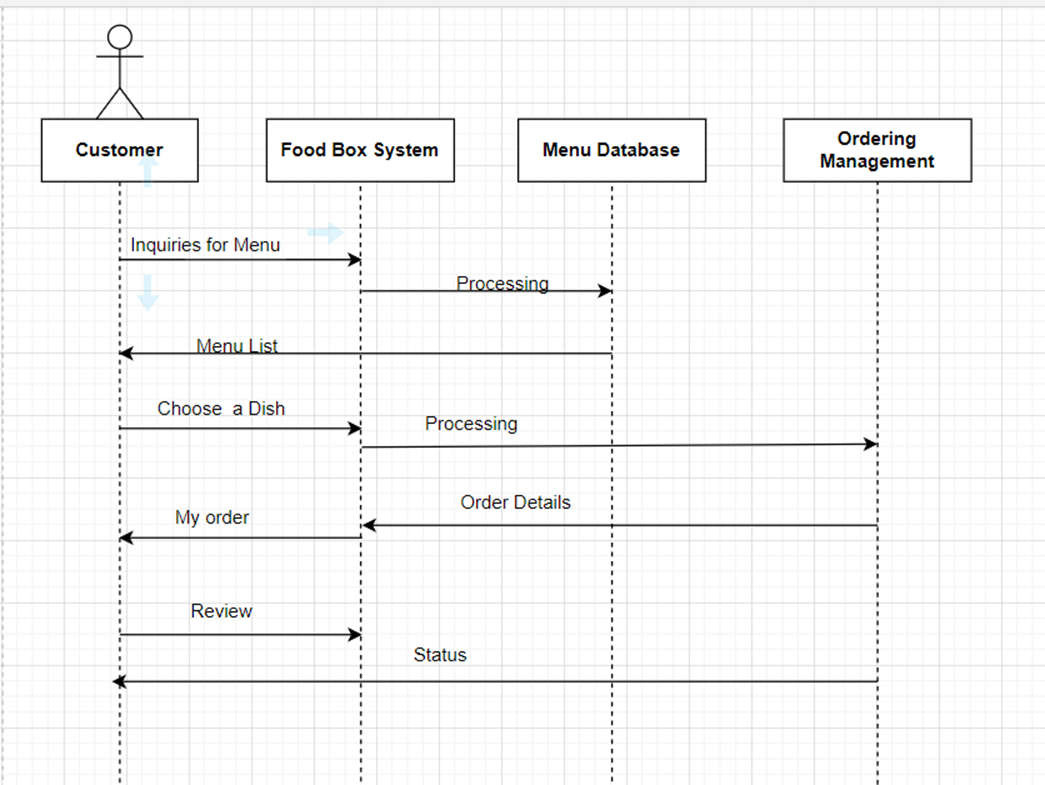 Customer
Food Box System
Menu Database
Ordering
Management
Inquiries for Menu
Processing
Menu List
Choose  a Dish
Processing
Order Details
My order
Review
Status